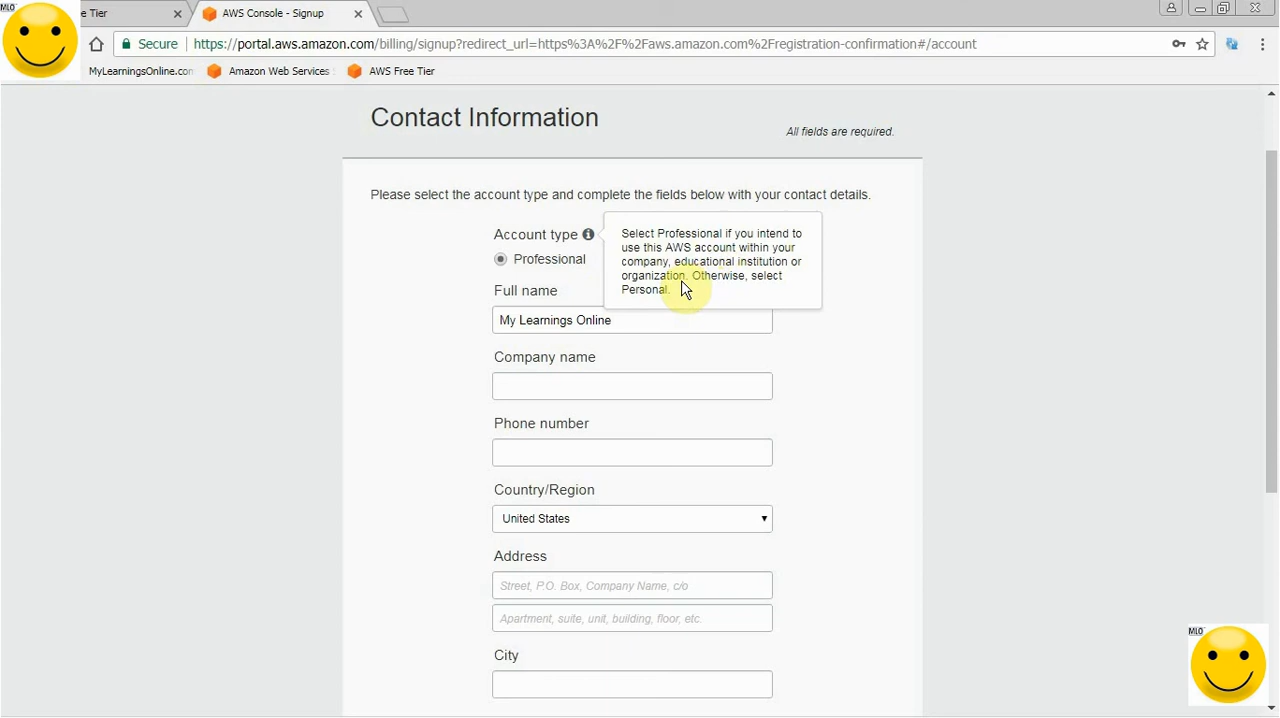 MLO
e Tier
AWS Console - Signup
Secure
https://portal.aws.amazon.com/billing/signup?redirect_url=https%3A%2F%2Faws.amazon.com%2Fregistration-confirmation#/account
MyLearningsOnline.com
Amazon Web Services
AWS Free Tier
Contact Information
All fields are required.
Please select the account type and complete the fields below with your contact details.
Account type
Select Professional if you intend to
use this AWS account within your
company, educational institution or
organization. Otherwise, select
Personal.
Professional
Full name
My Learnings Online
Company name
Phone number
Country/Region
United States
Address
Street, P.O. Box, Company Name, c/o
Apartment, suite, unit, building, floor, etc.
City
MLO